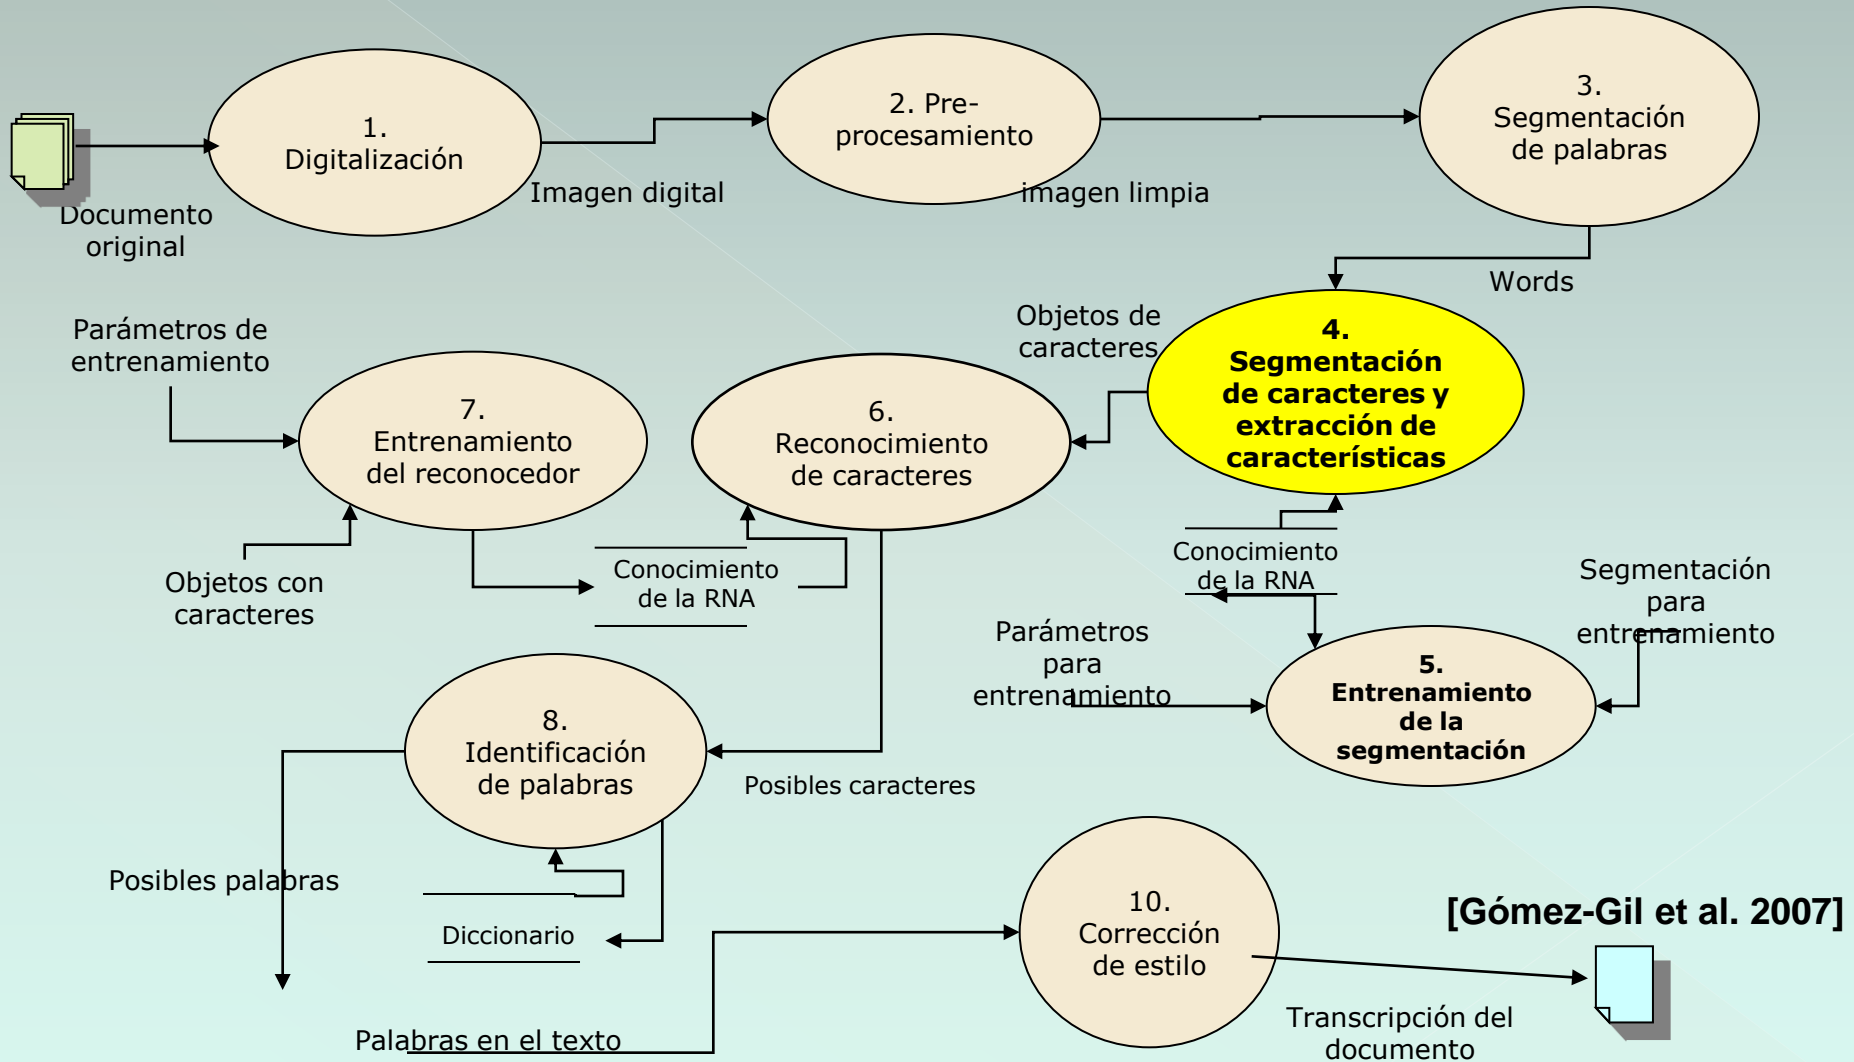 1.
Digitalización
2. Pre-
procesamiento
3.
Segmentación
de palabras
Documento
original
Imagen digital
imagen limpia
Words
Parámetros de
entrenamiento
7.
Entrenamiento
del reconocedor
6.
Reconocimiento
de caracteres
Objetos de
caracteres
4.
Segmentación
de caracteres y
extracción de
características
Objetos con
caracteres
Conocimiento
de la RNA
Conocimiento
de la RNA
Segmentación
para
entrenamiento
Parámetros
para
entrenamiento
5.
Entrenamiento
de la
segmentación
8.
Identificación
de palabras
Posibles caracteres
Posibles palabras
Diccionario
10.
Corrección
de estilo
[Gómez-Gil et al. 2007]
Palabras en el texto
Transcripción del
documento